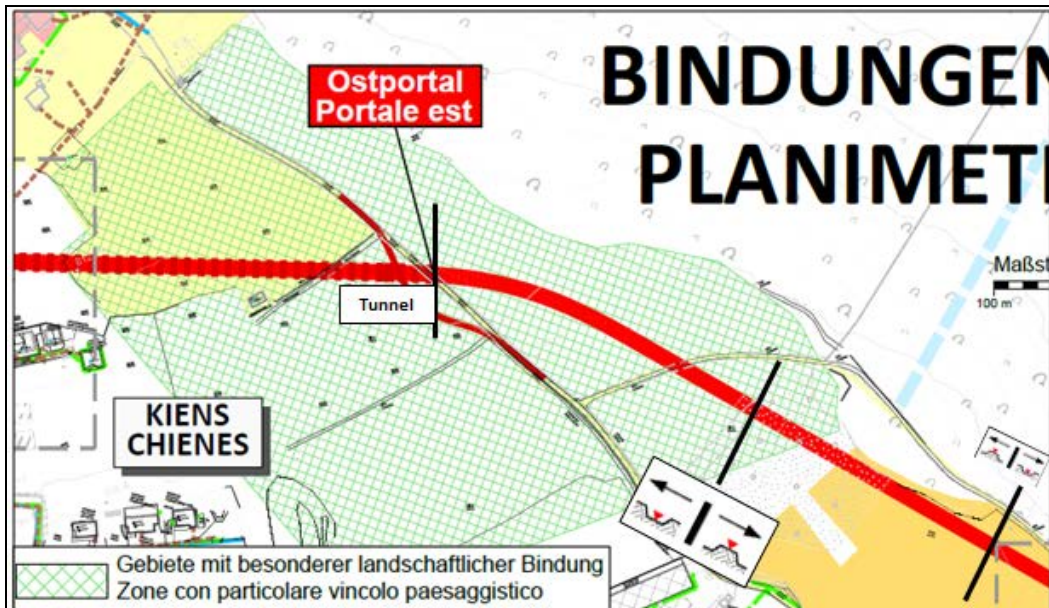 BINDUNGEN
PLANIMET
Ostportal
Portale est
Maßst
100 m
Tunnel
KIENS
CHIENES
Gebiete mit besonderer landschaftlicher Bindung
Zone con particolare vincolo paesaggistico